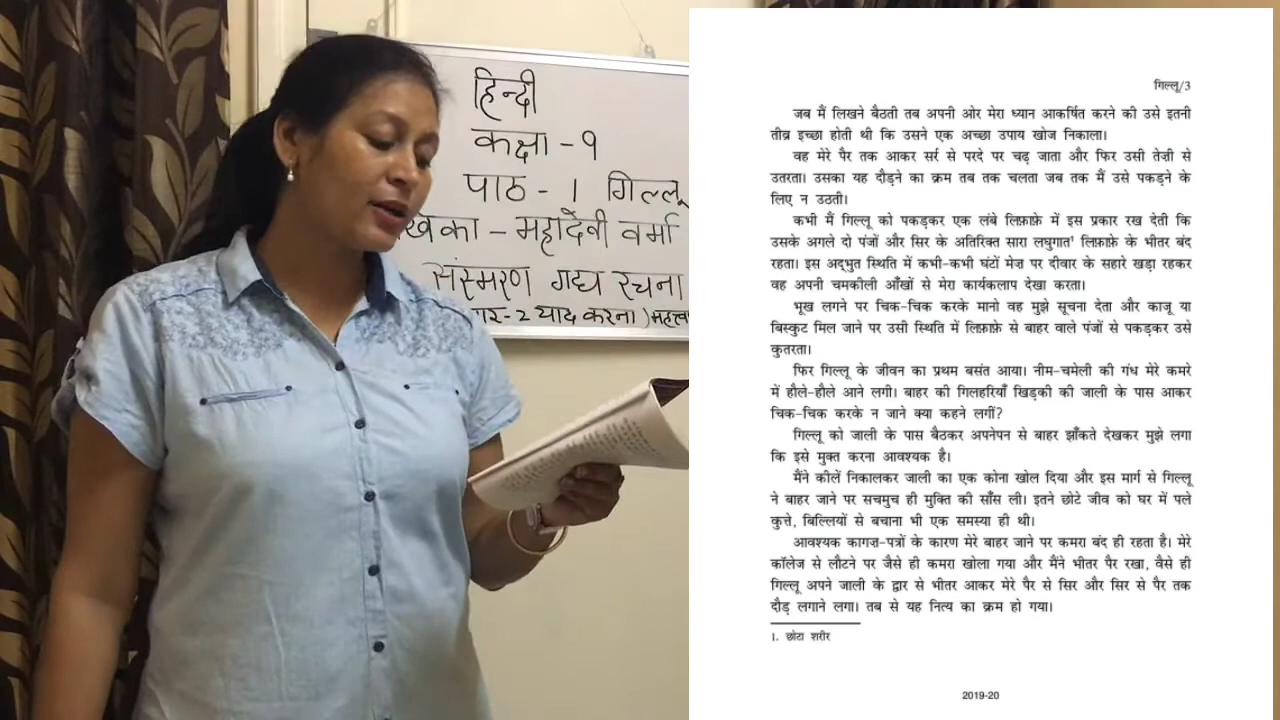 हिन्दी
कक्षा - ९
पाठ - 1 गिल्लू
खिका - महादेवी वर्मा
संस्मरण गद्य रचना
बार-2 याद करना) महत्त्व
गिल्लू/3
जब मैं लिखने बैठती तब अपनी ओर मेरा ध्यान आकर्षित करने की उसे इतनी
तीव्र इच्छा होती थी कि उसने एक अच्छा उपाय खोज निकाला।
वह मेरे पैर तक आकर सर्र से परदे पर चढ़ जाता और फिर उसी तेज़ी से
उतरता। उसका यह दौड़ने का क्रम तब तक चलता जब तक मैं उसे पकड़ने के
लिए न उठती।
कभी मैं गिल्लू को पकड़कर एक लंबे लिफ़ाफ़े में इस प्रकार रख देती कि
उसके अगले दो पंजों और सिर के अतिरिक्त सारा लघुगात¹ लिफ़ाफ़े के भीतर बंद
रहता। इस अद्भुत स्थिति में कभी-कभी घंटों मेज़ पर दीवार के सहारे खड़ा रहकर
वह अपनी चमकीली आँखों से मेरा कार्यकलाप देखा करता।
भूख लगने पर चिक-चिक करके मानो वह मुझे सूचना देता और काजू या
बिस्कुट मिल जाने पर उसी स्थिति में लिफ़ाफ़े से बाहर वाले पंजों से पकड़कर उसे
कुतरता।
फिर गिल्लू के जीवन का प्रथम बसंत आया। नीम-चमेली की गंध मेरे कमरे
में हौले-हौले आने लगी। बाहर की गिलहरियाँ खिड़की की जाली के पास आकर
चिक-चिक करके न जाने क्या कहने लगीं?
गिल्लू को जाली के पास बैठकर अपनेपन से बाहर झाँकते देखकर मुझे लगा
कि इसे मुक्त करना आवश्यक है।
मैंने कीलें निकालकर जाली का एक कोना खोल दिया और इस मार्ग से गिल्लू
ने बाहर जाने पर सचमुच ही मुक्ति की साँस ली। इतने छोटे जीव को घर में पले
कुत्ते, बिल्लियों से बचाना भी एक समस्या ही थी।
आवश्यक कागज़-पत्रों के कारण मेरे बाहर जाने पर कमरा बंद ही रहता है। मेरे
कॉलेज से लौटने पर जैसे ही कमरा खोला गया और मैंने भीतर पैर रखा, वैसे ही
गिल्लू अपने जाली के द्वार से भीतर आकर मेरे पैर से सिर और सिर से पैर तक
दौड़ लगाने लगा। तब से यह नित्य का क्रम हो गया।
1. छोटा शरीर
2019-20